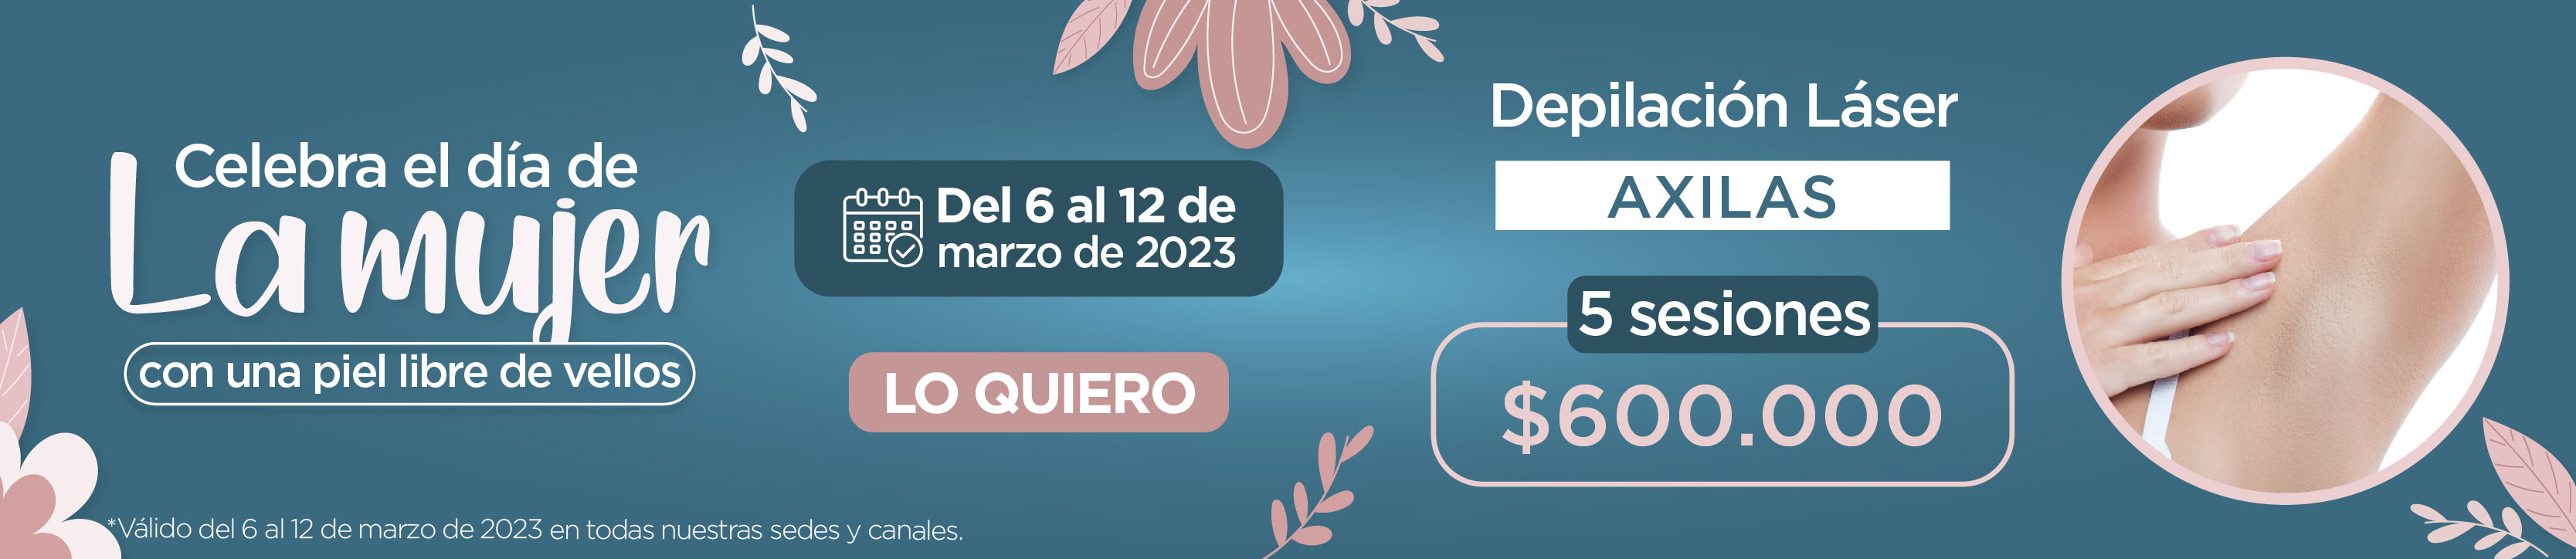 Celebra el día de
La mujer
con una piel libre de vellos
Del 6 al 12 de
marzo de 2023
LO QUIERO
Depilación Láser
AXILAS
5 sesiones
$600.000
*Válido del 6 al 12 de marzo de 2023 en todas nuestras sedes y canales.